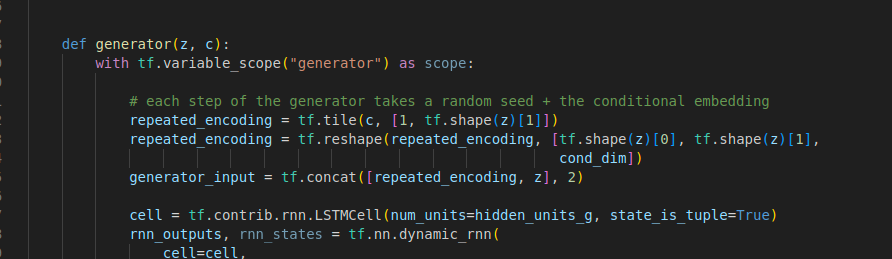 def generator(z, c):
with tf.variable_scope("generator") as scope:
# each step of the generator takes a random seed + the conditional embedding
repeated_encoding = tf.tile(c, [1, tf.shape(z)[1]])
repeated_encoding = tf.reshape(repeated_encoding, [tf.shape(z)[0], tf.shape(z)[1],
cond_dim])
generator_input = tf.concat([repeated_encoding, z], 2)
cell = tf.contrib.rnn.LSTMCell(num_units=hidden_units_g, state_is_tuple=True)
rnn_outputs, rnn_states = tf.nn.dynamic_rnn(
cell=cell,